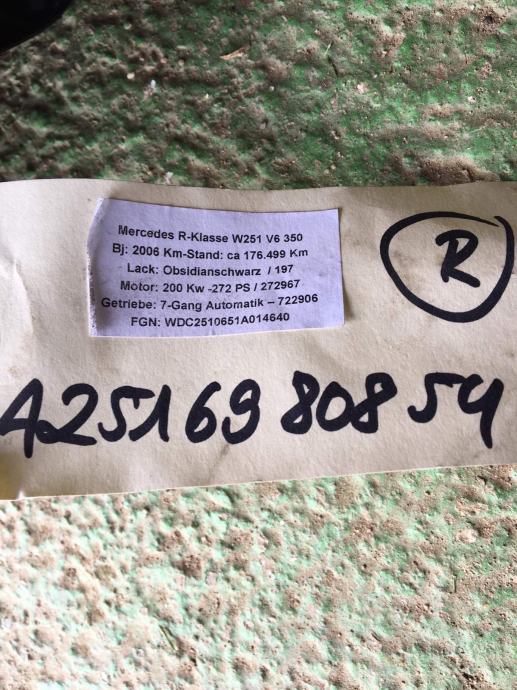 Mercedes R-Klasse W251 V6 350
Bj: 2006 Km-Stand: ca 176.499 Km
Lack: Obsidianschwarz / 197
Motor: 200 Kw -272 PS / 272967
Getriebe: 7-Gang Automatik – 722906
FGN: WDC2510651A014640
R
A251 69 808 54